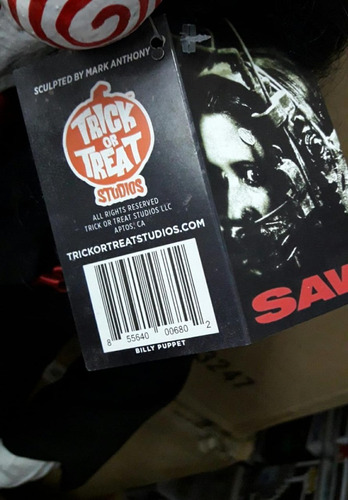 SCULPTED BY MARK ANTHONY
TRICK
OR
TREAT
STUDIOS
ALL RIGHTS RESERVED
TRICK OR TREAT STUDIOS LLC
APTOS, CA
TRICKORTREATSTUDIOS.COM
8 55640 00680 2
BILLY PUPPET
SAW
247